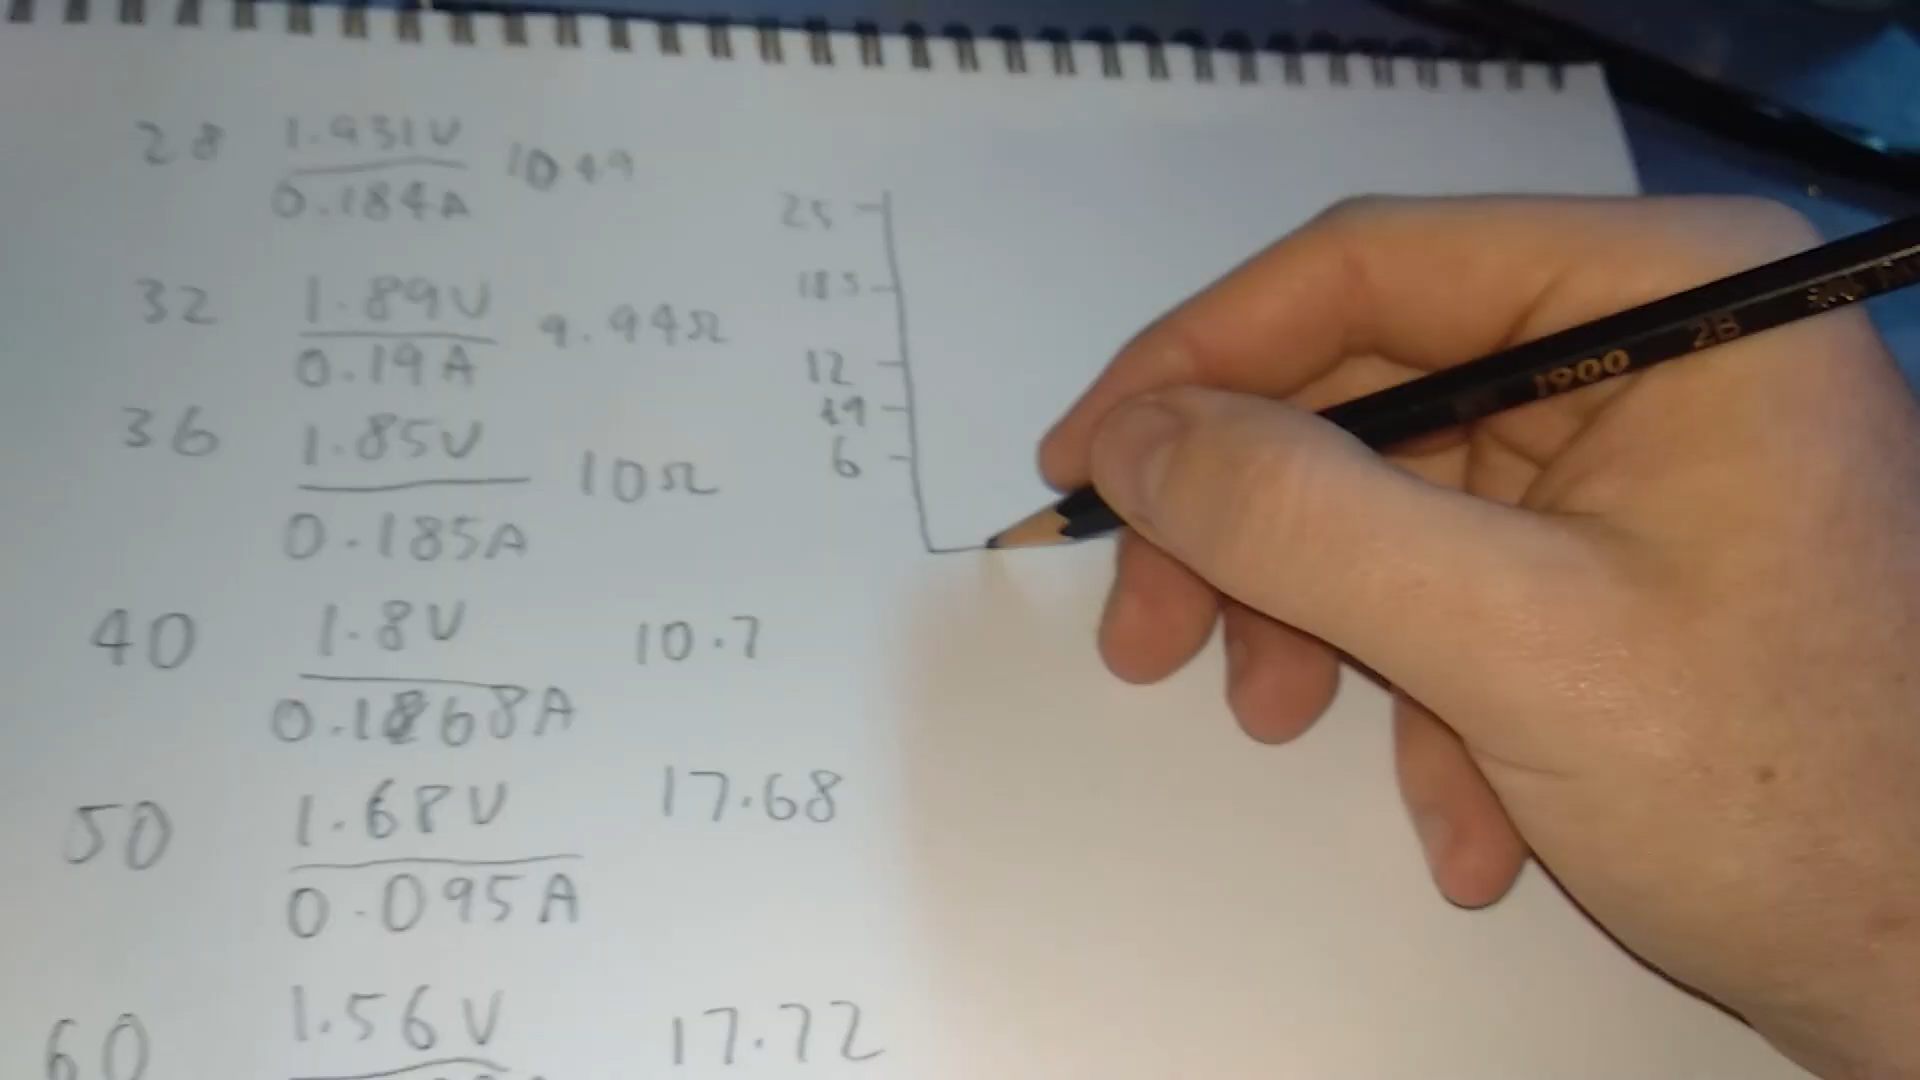 28 1.931V 10.49
0.184A
32 1.89V 9.94Ω
0.19A
36 1.85V 10Ω
0.185A
40 1.8V 10.7
0.1868A
50 1.68V 17.68
0.095A
60 1.56V 17.72
25
18.5
12
6
1900 2B